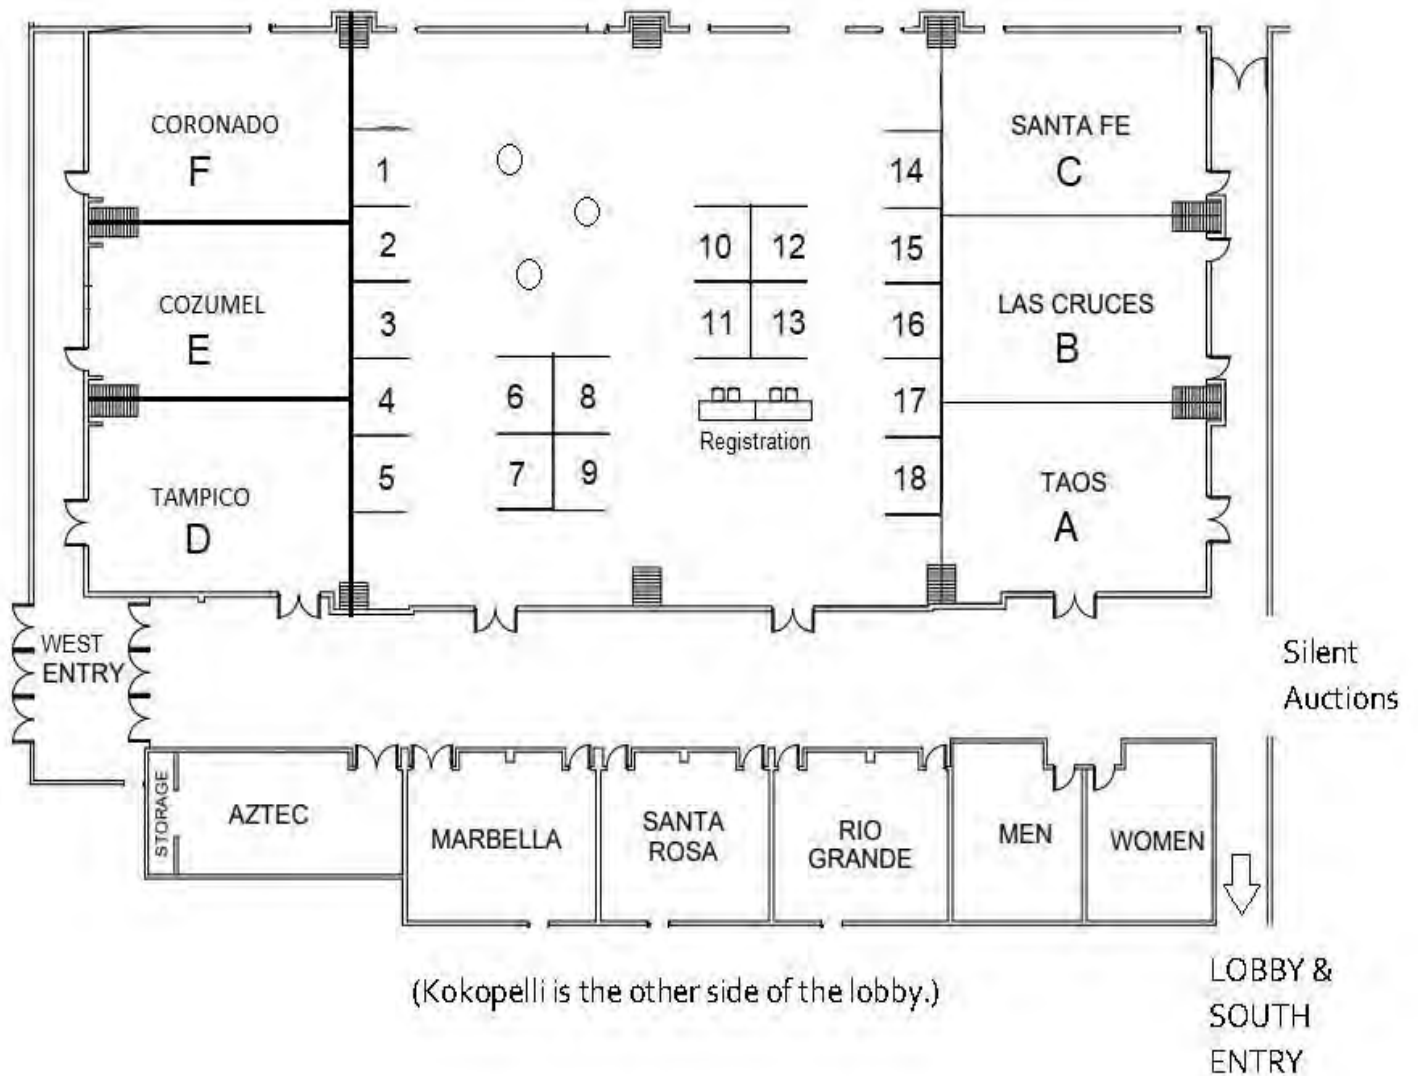 CORONADO
F
SANTA FE
C
1
14
2
10
12
15
COZUMEL
E
3
11
13
16
LAS CRUCES
B
4
6
8
17
Registration
5
7
9
18
TAMPICO
D
TAOS
A
WEST
ENTRY
Silent
Auctions
STORAGE
AZTEC
MARBELLA
SANTA
ROSA
RIO
GRANDE
MEN
WOMEN
(Kokopelli is the other side of the lobby.)
LOBBY &
SOUTH
ENTRY